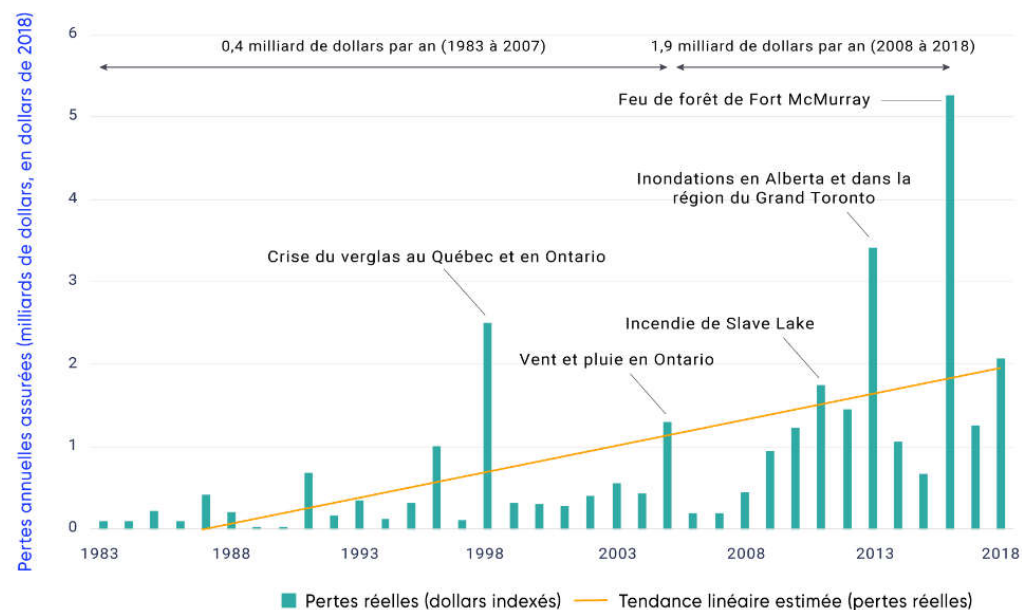 Pertes annuelles assurées (milliards de dollars, en dollars de 2018)
6
5
4
3
2
1
0
0,4 milliard de dollars par an (1983 à 2007)
1,9 milliard de dollars par an (2008 à 2018)
Feu de forêt de Fort McMurray
Inondations en Alberta et dans la
région du Grand Toronto
Crise du verglas au Québec et en Ontario
Incendie de Slave Lake
Vent et pluie en Ontario
1983
1988
1993
1998
2003
2008
2013
2018
Pertes réelles (dollars indexés)
Tendance linéaire estimée (pertes réelles)